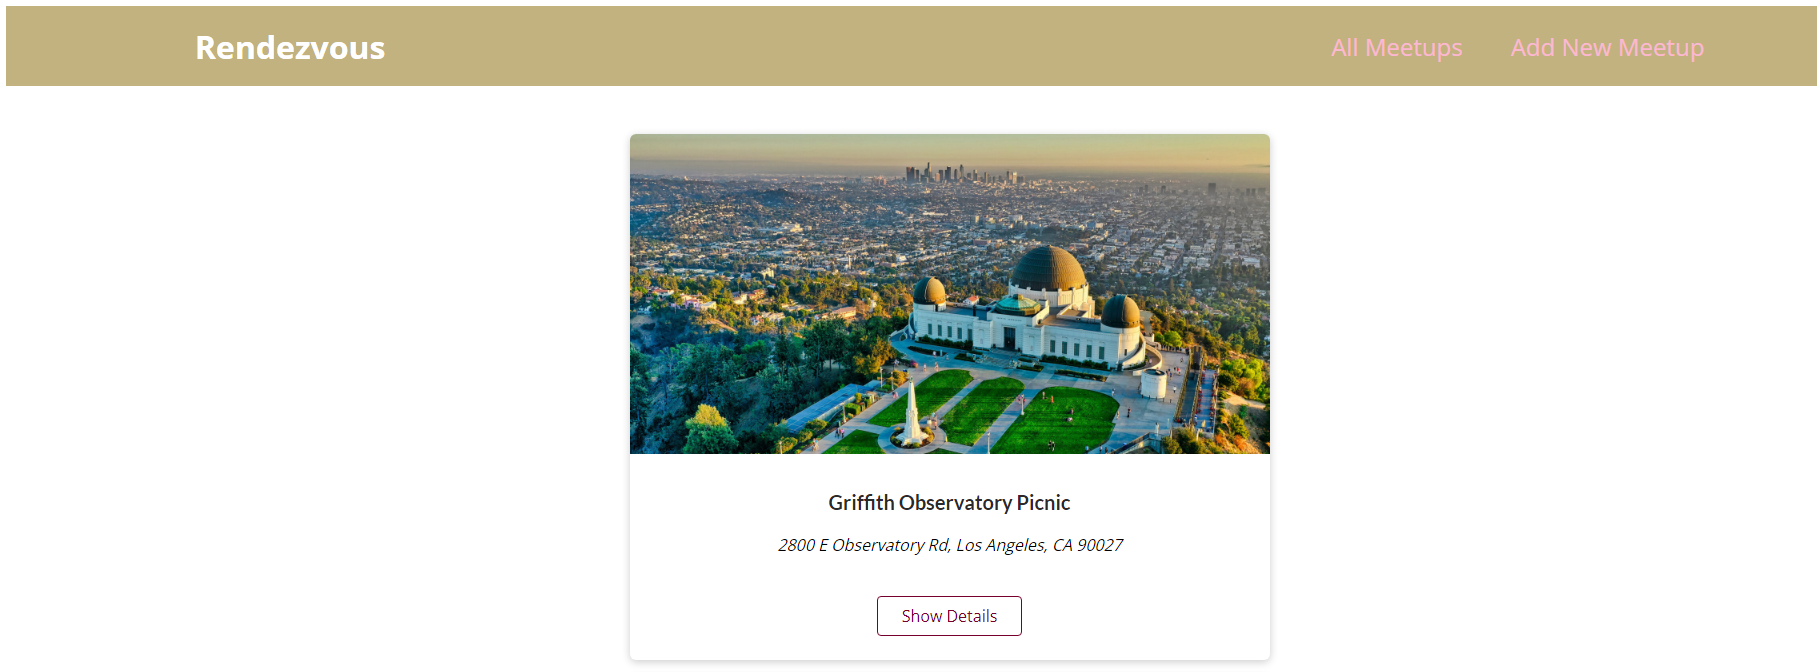 Rendezvous
All Meetups
Add New Meetup
Griffith Observatory Picnic
2800 E Observatory Rd, Los Angeles, CA 90027
Show Details